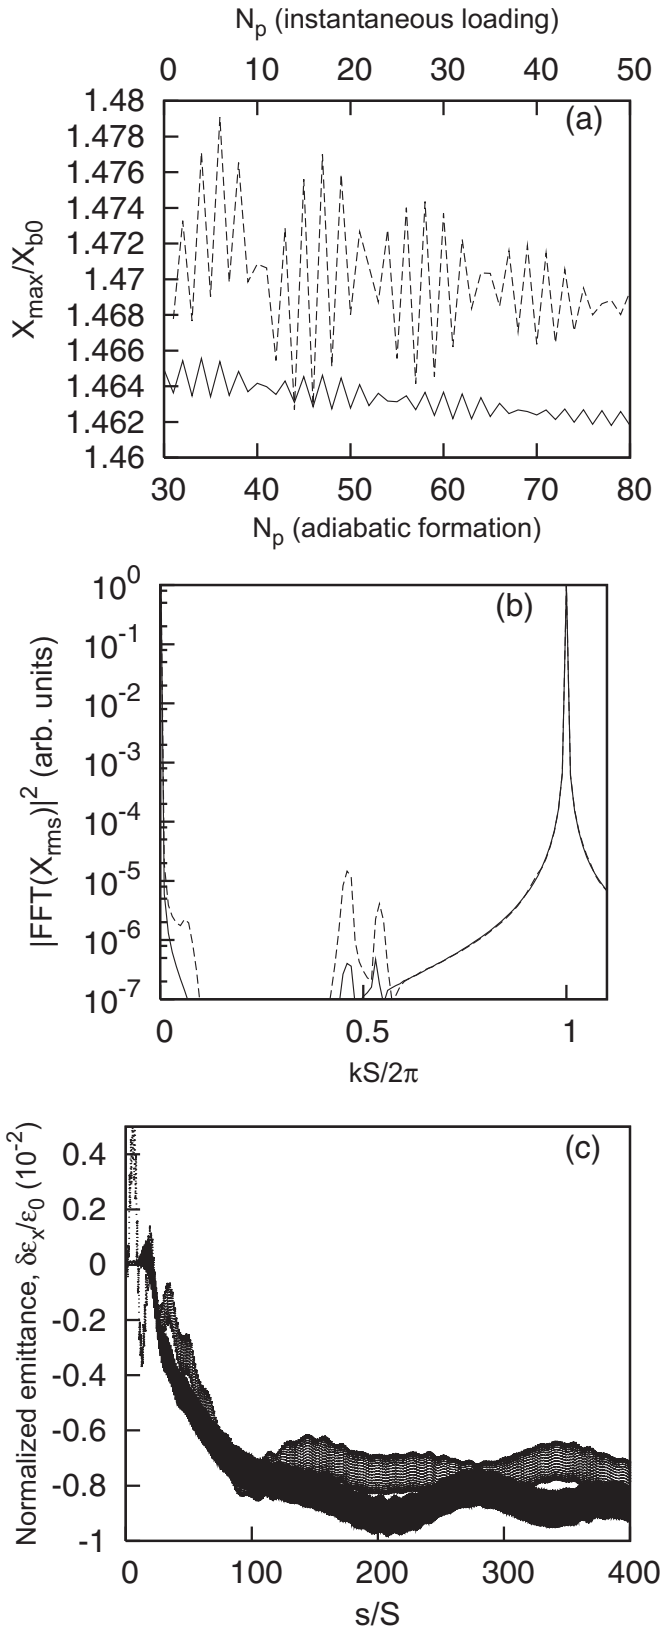 N_p (instantaneous loading)
0 10 20 30 40 50
(a)
1.48
1.478
1.476
1.474
1.472
1.47
1.468
1.466
1.464
1.462
1.46
X_max/X_b0
30 40 50 60 70 80
N_p (adiabatic formation)
(b)
10^0
10^-1
10^-2
10^-3
10^-4
10^-5
10^-6
10^-7
|FFT(X_rms)|^2 (arb. units)
0 0.5 1
kS/2π
(c)
0.4
0.2
0
-0.2
-0.4
-0.6
-0.8
-1
Normalized emittance, δε_x/ε_0 (10^-2)
0 100 200 300 400
s/S